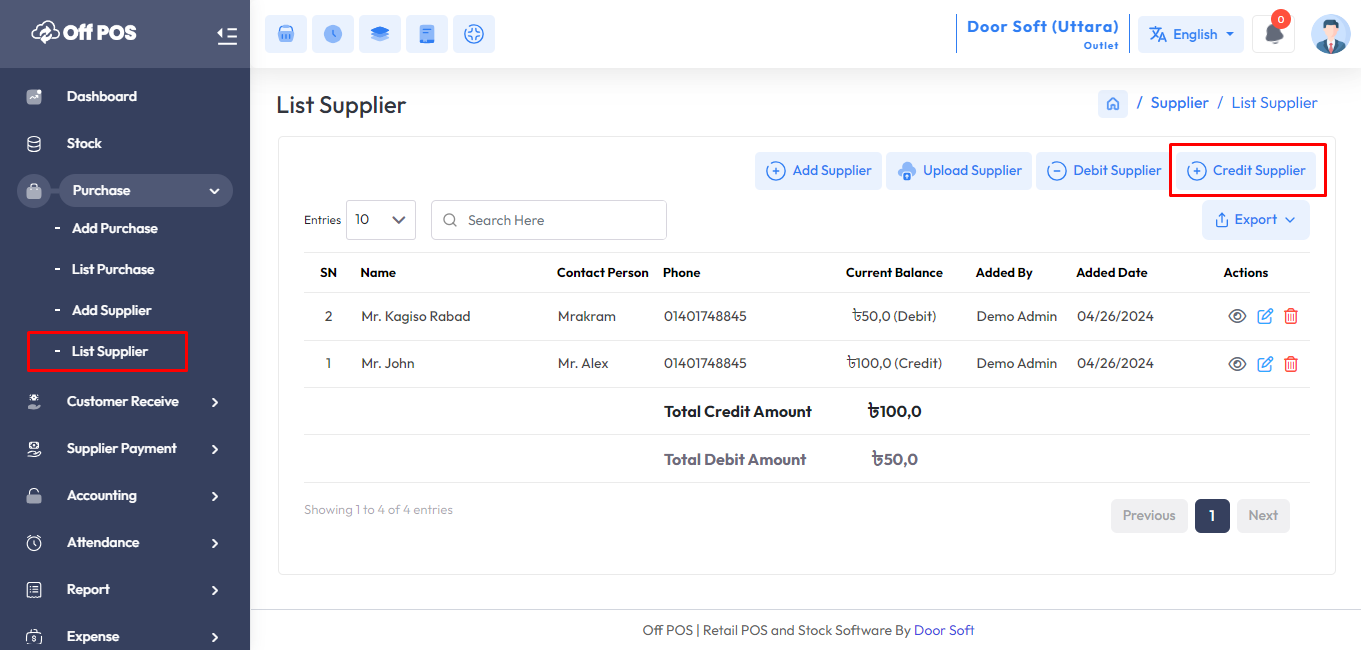 Off POS
Door Soft (Uttara)
Outlet
English
0
Dashboard
Stock
Purchase
- Add Purchase
- List Purchase
- Add Supplier
- List Supplier
Customer Receive
Supplier Payment
Accounting
Attendance
Report
Expense
List Supplier
/ Supplier / List Supplier
Add Supplier Upload Supplier Debit Supplier Credit Supplier
Entries 10 Search Here Export
SN Name Contact Person Phone Current Balance Added By Added Date Actions
2 Mr. Kagiso Rabad Mrakram 01401748845 ৳50,0 (Debit) Demo Admin 04/26/2024
1 Mr. John Mr. Alex 01401748845 ৳100,0 (Credit) Demo Admin 04/26/2024
Total Credit Amount ৳100,0
Total Debit Amount ৳50,0
Showing 1 to 4 of 4 entries
Previous 1 Next
Off POS | Retail POS and Stock Software By Door Soft